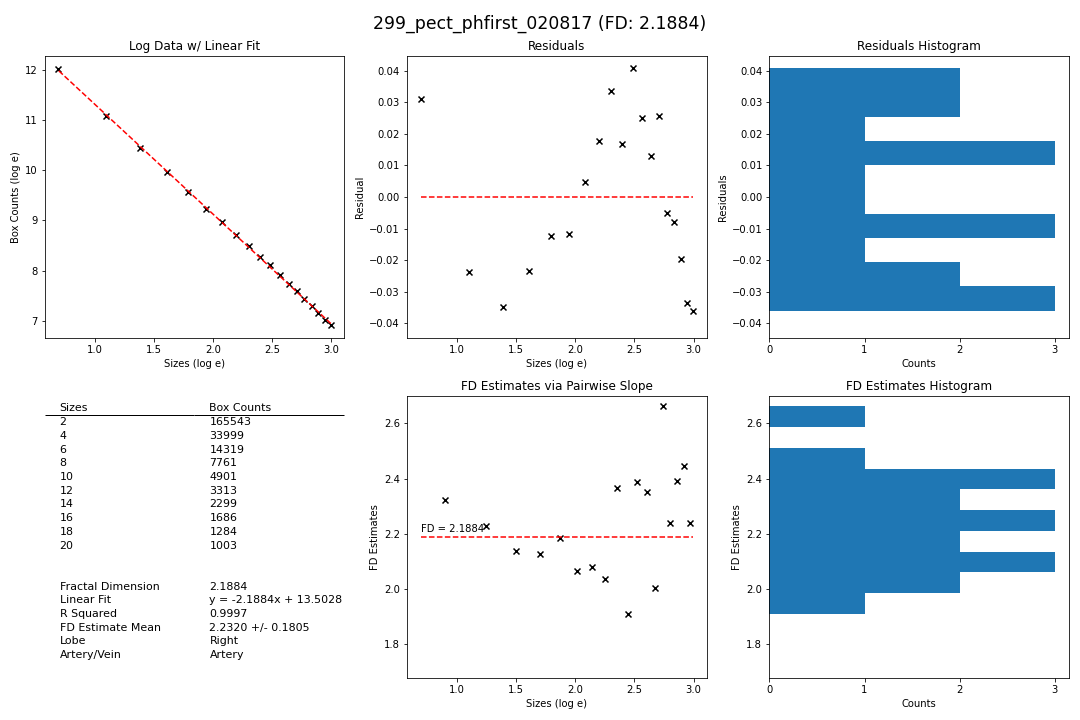 299_pect_phfirst_020817 (FD: 2.1884)
Log Data w/ Linear Fit
Box Counts (log e)
12
11
10
9
8
7
1.0 1.5 2.0 2.5 3.0
Sizes (log e)
Residuals
Residual
0.04
0.03
0.02
0.01
0.00
−0.01
−0.02
−0.03
−0.04
1.0 1.5 2.0 2.5 3.0
Sizes (log e)
Residuals Histogram
Residuals
0.04
0.03
0.02
0.01
0.00
−0.01
−0.02
−0.03
−0.04
0 1 2 3
Counts
Sizes Box Counts
2 165543
4 33999
6 14319
8 7761
10 4901
12 3313
14 2299
16 1686
18 1284
20 1003
Fractal Dimension 2.1884
Linear Fit y = -2.1884x + 13.5028
R Squared 0.9997
FD Estimate Mean 2.2320 +/- 0.1805
Lobe Right
Artery/Vein Artery
FD Estimates via Pairwise Slope
FD Estimates
2.6
2.4
2.2
2.0
1.8
FD = 2.1884
1.0 1.5 2.0 2.5 3.0
Sizes (log e)
FD Estimates Histogram
FD Estimates
2.6
2.4
2.2
2.0
1.8
0 1 2 3
Counts